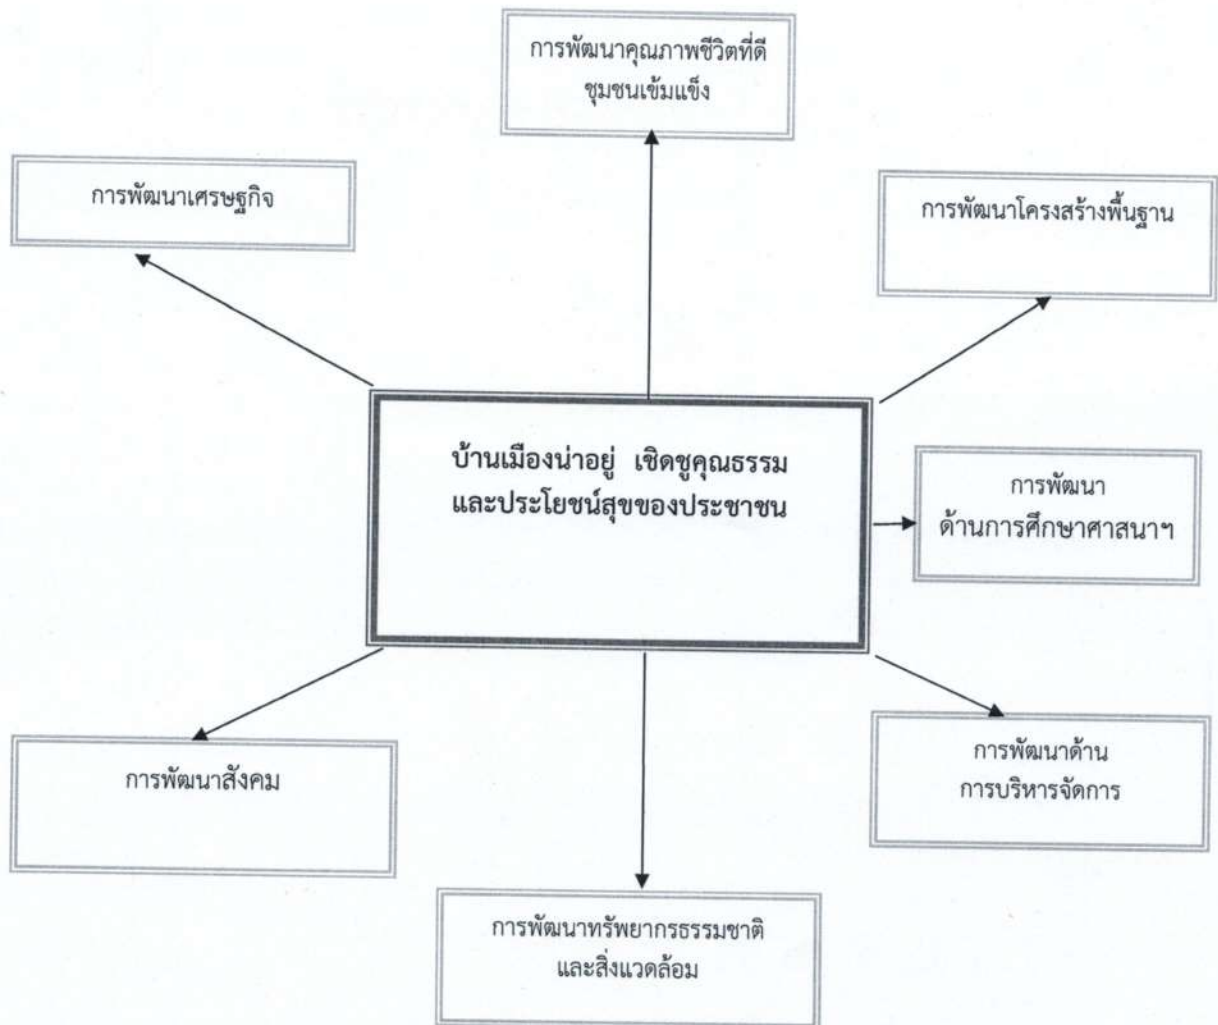 การพัฒนาคุณภาพชีวิตที่ดี
ชุมชนเข้มแข็ง
การพัฒนาเศรษฐกิจ
การพัฒนาโครงสร้างพื้นฐาน
บ้านเมืองน่าอยู่ เชิดชูคุณธรรม
และประโยชน์สุขของประชาชน
การพัฒนา
ด้านการศึกษาศาสนาฯ
การพัฒนาสังคม
การพัฒนาด้าน
การบริหารจัดการ
การพัฒนาทรัพยากรธรรมชาติ
และสิ่งแวดล้อม